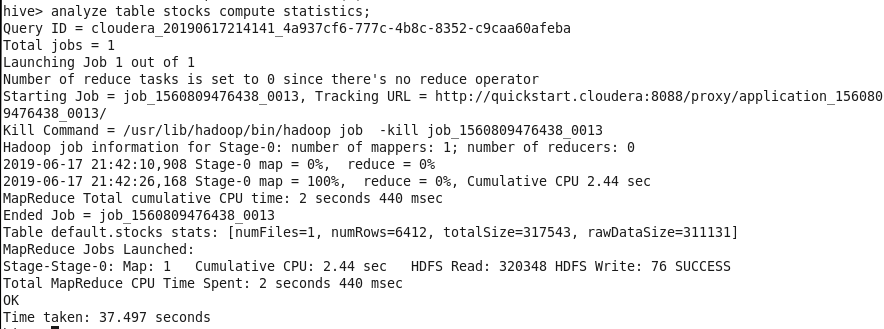 hive> analyze table stocks compute statistics;
Query ID = cloudera_20190617214141_4a937cf6-777c-4b8c-8352-c9caa60afeba
Total jobs = 1
Launching Job 1 out of 1
Number of reduce tasks is set to 0 since there's no reduce operator
Starting Job = job_1560809476438_0013, Tracking URL = http://quickstart.cloudera:8088/proxy/application_156080
9476438_0013/
Kill Command = /usr/lib/hadoop/bin/hadoop job  -kill job_1560809476438_0013
Hadoop job information for Stage-0: number of mappers: 1; number of reducers: 0
2019-06-17 21:42:10,908 Stage-0 map = 0%,  reduce = 0%
2019-06-17 21:42:26,168 Stage-0 map = 100%,  reduce = 0%, Cumulative CPU 2.44 sec
MapReduce Total cumulative CPU time: 2 seconds 440 msec
Ended Job = job_1560809476438_0013
Table default.stocks stats: [numFiles=1, numRows=6412, totalSize=317543, rawDataSize=311131]
MapReduce Jobs Launched:
Stage-Stage-0: Map: 1   Cumulative CPU: 2.44 sec   HDFS Read: 320348 HDFS Write: 76 SUCCESS
Total MapReduce CPU Time Spent: 2 seconds 440 msec
OK
Time taken: 37.497 seconds